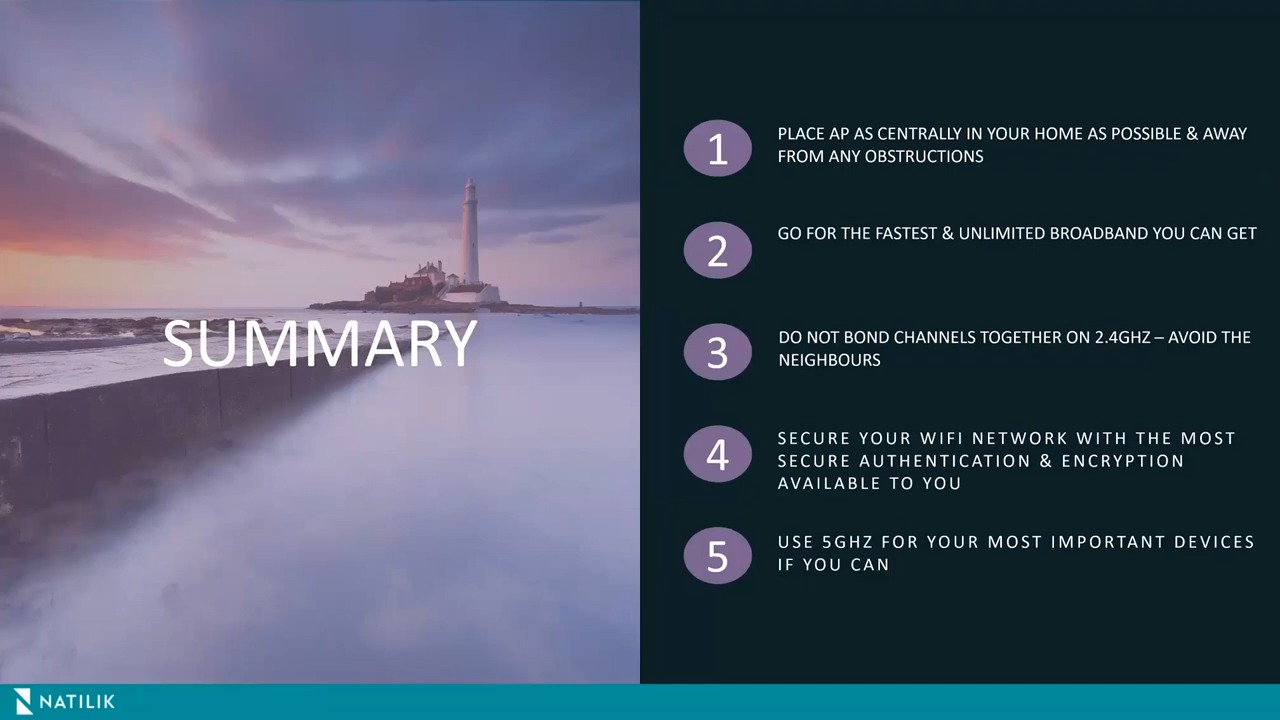 SUMMARY
1
PLACE AP AS CENTRALLY IN YOUR HOME AS POSSIBLE & AWAY
FROM ANY OBSTRUCTIONS
2
GO FOR THE FASTEST & UNLIMITED BROADBAND YOU CAN GET
3
DO NOT BOND CHANNELS TOGETHER ON 2.4GHZ – AVOID THE
NEIGHBOURS
4
SECURE YOUR WIFI NETWORK WITH THE MOST
SECURE AUTHENTICATION & ENCRYPTION
AVAILABLE TO YOU
5
USE 5GHZ FOR YOUR MOST IMPORTANT DEVICES
IF YOU CAN
NATILIK